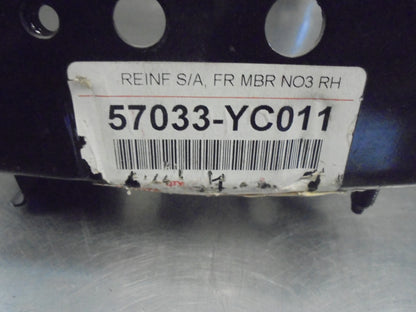 REINF S/A, FR MBR NO3 RH
57033-YC011